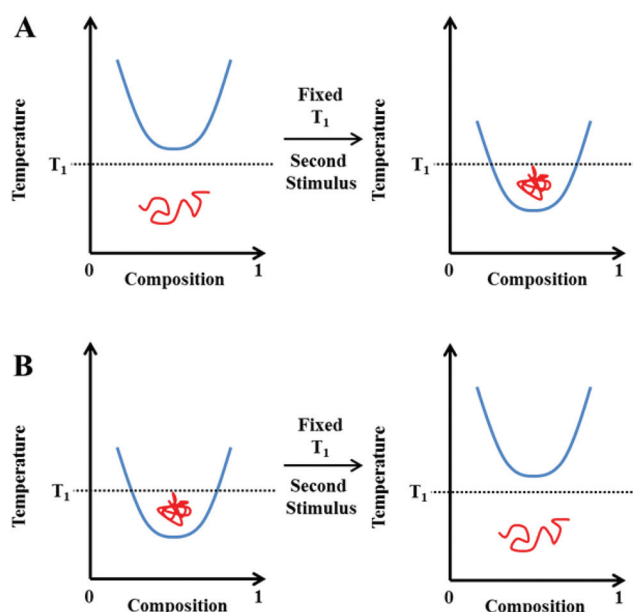 A
Temperature
T1
0
Composition
1
Fixed
T1
Second
Stimulus
Temperature
T1
0
Composition
1
B
Temperature
T1
0
Composition
1
Fixed
T1
Second
Stimulus
Temperature
T1
0
Composition
1